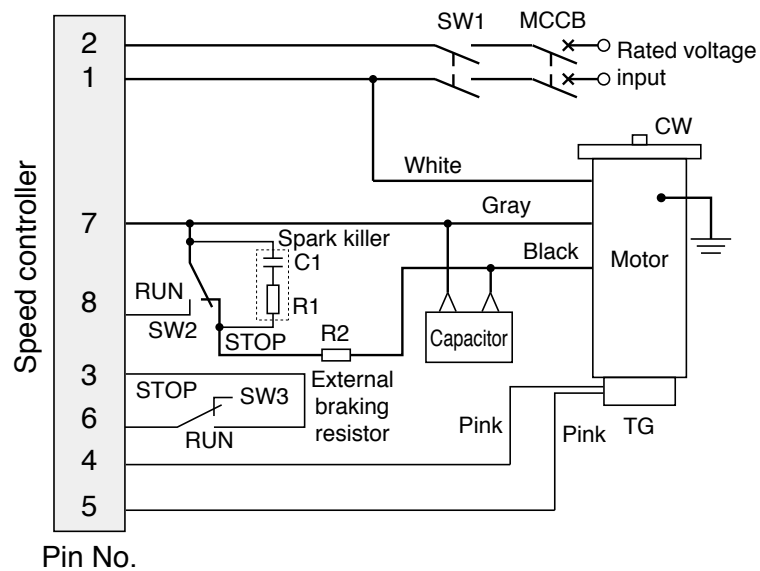 SW1 MCCB
2
Rated voltage
1
input
CW
White
Speed controller
7
Gray
Spark killer
C1
Black
Motor
RUN
8
R1
SW2
STOP
R2
Capacitor
3
STOP
SW3
External
braking
resistor
6
RUN
Pink
Pink
TG
4
5
Pin No.